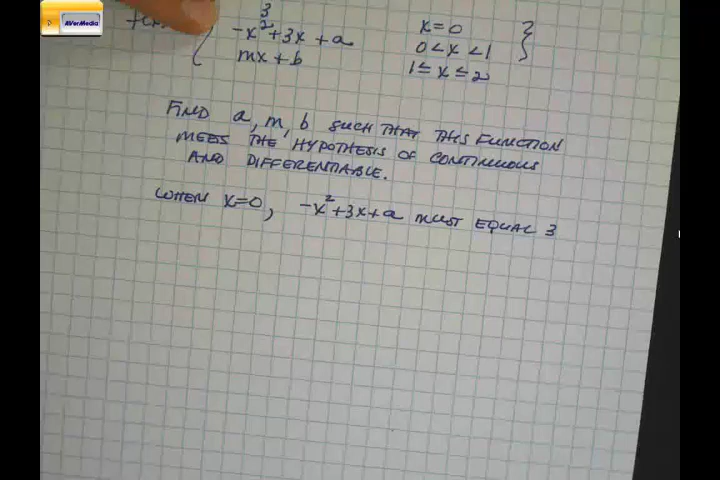 AVerMedia
3 x=0
-x²+3x+a 0<x<1
mx+b 1≤x≤2
FIND a, m, b SUCH THAT THIS FUNCTION
MEETS THE HYPOTHESIS OF CONTINUOUS
AND DIFFERENTIABLE.
WHEN x=0, -x²+3x+a MUST EQUAL 3